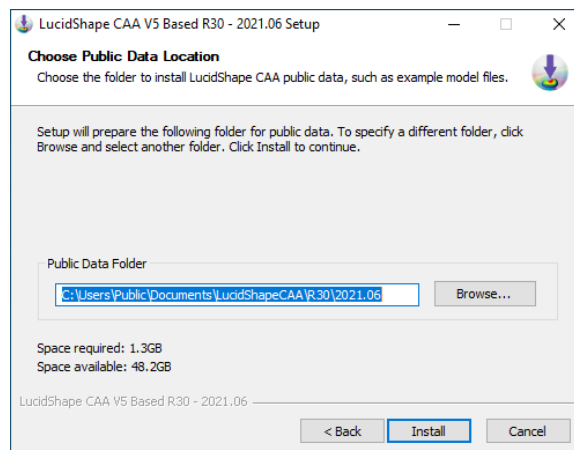 LucidShape CAA V5 Based R30 - 2021.06 Setup
Choose Public Data Location
Choose the folder to install LucidShape CAA public data, such as example model files.
Setup will prepare the following folder for public data. To specify a different folder, click
Browse and select another folder. Click Install to continue.
Public Data Folder
C:\Users\Public\Documents\LucidShapeCAA\R30\2021.06
Browse...
Space required: 1.3GB
Space available: 48.2GB
LucidShape CAA V5 Based R30 - 2021.06
< Back
Install
Cancel